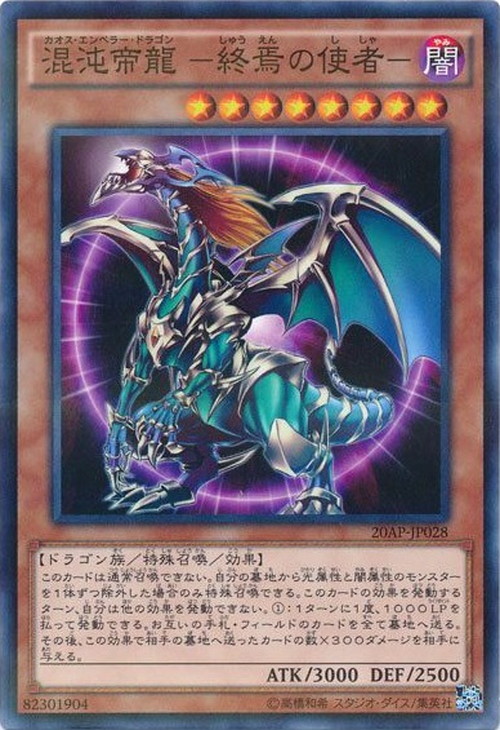 カオス・エンペラー・ドラゴン しゅうえん ししゃ
混沌帝龍 －終焉の使者－
やみ
闇
20AP-JP028
【ドラゴン族／特殊召喚／効果】
このカードは通常召喚できない。自分の墓地から光属性と闇属性のモンスター
を1体ずつ除外した場合のみ特殊召喚できる。このカードの効果を発動する
ターン、自分は他の効果を発動できない。①：1ターンに1度、1000LPを
払って発動できる。お互いの手札・フィールドのカードを全て墓地へ送る。
その後、この効果で相手の墓地へ送ったカードの数×300ダメージを相手に
与える。
ATK/3000 DEF/2500
82301904 ©高橋和希 スタジオ・ダイス/集英社